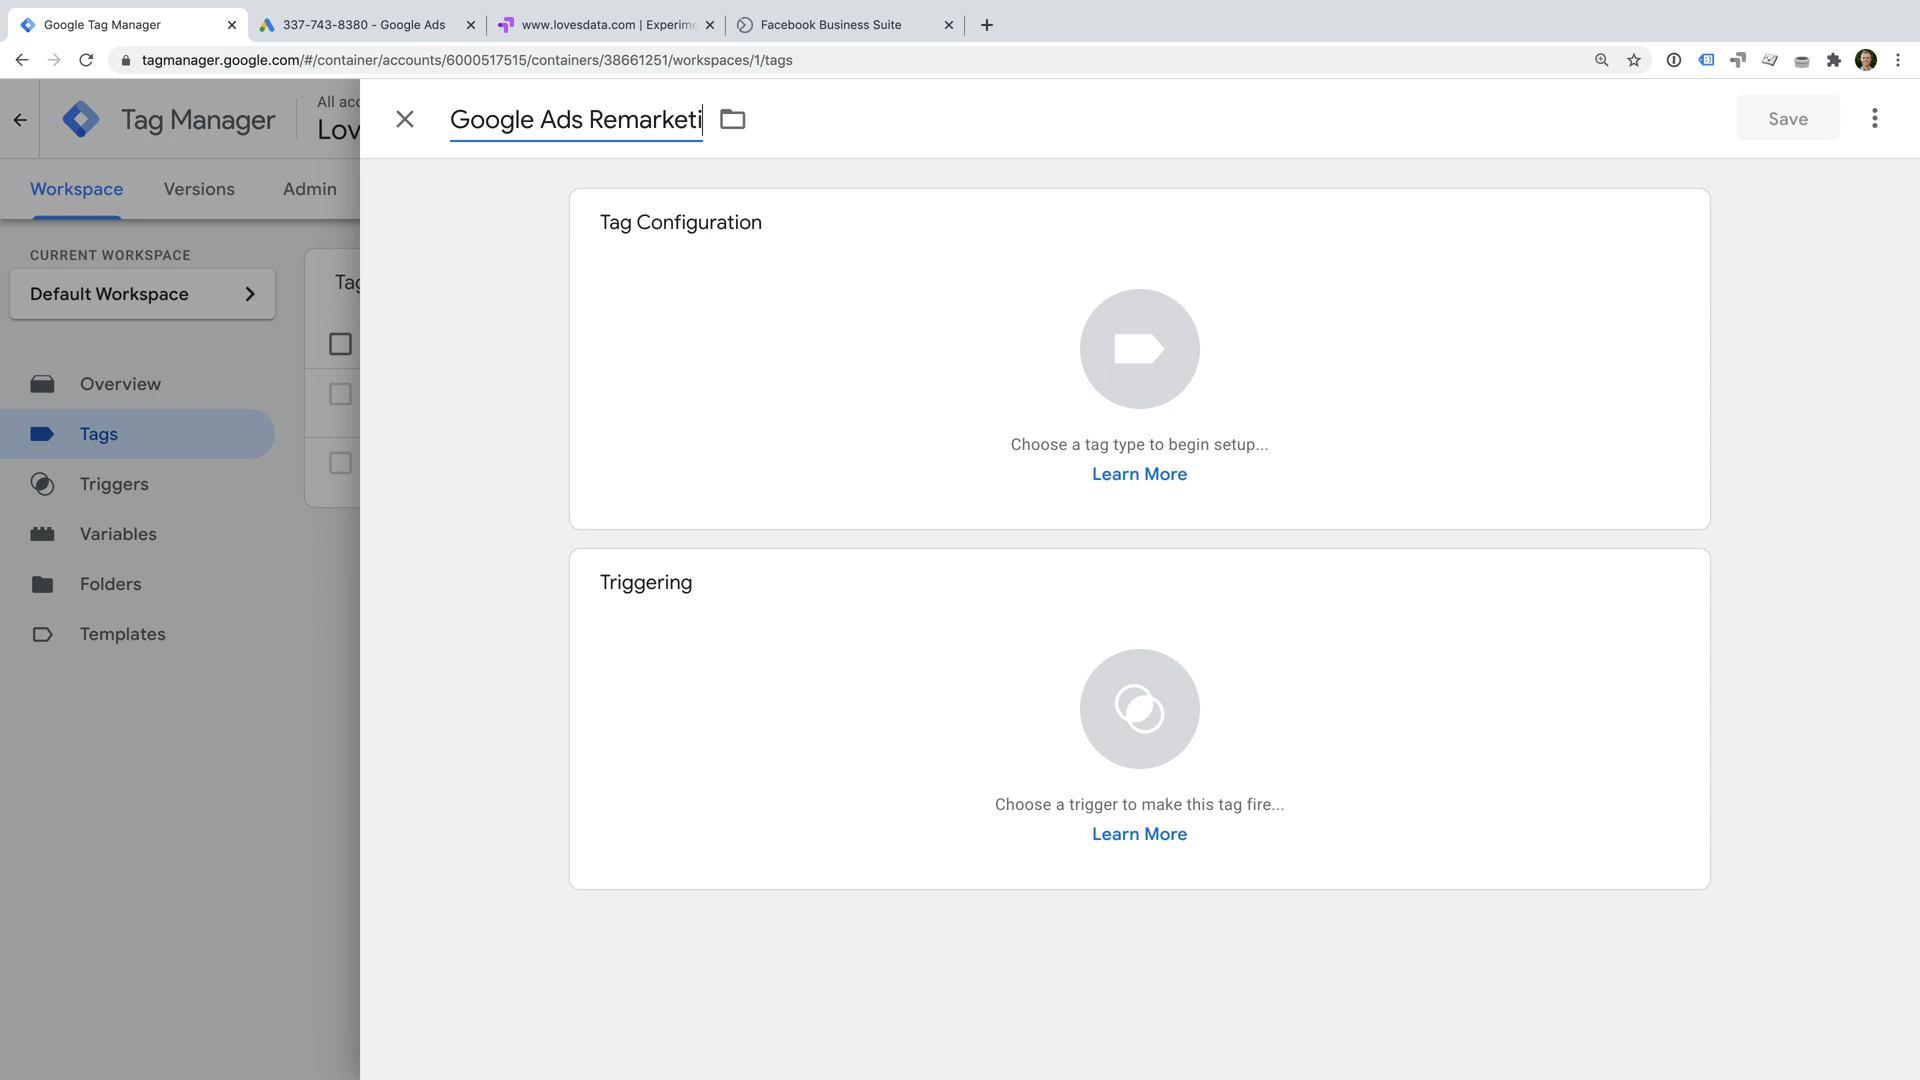 Google Tag Manager
337-743-8380 - Google Ads
www.lovesdata.com | Experime
Facebook Business Suite
tagmanager.google.com/#/container/accounts/6000517515/containers/38661251/workspaces/1/tags
Tag Manager
All acc
Lov
Google Ads Remarketi
Save
Workspace
Versions
Admin
CURRENT WORKSPACE
Default Workspace
Overview
Tags
Triggers
Variables
Folders
Templates
Tag
Tag Configuration
Choose a tag type to begin setup...
Learn More
Triggering
Choose a trigger to make this tag fire...
Learn More